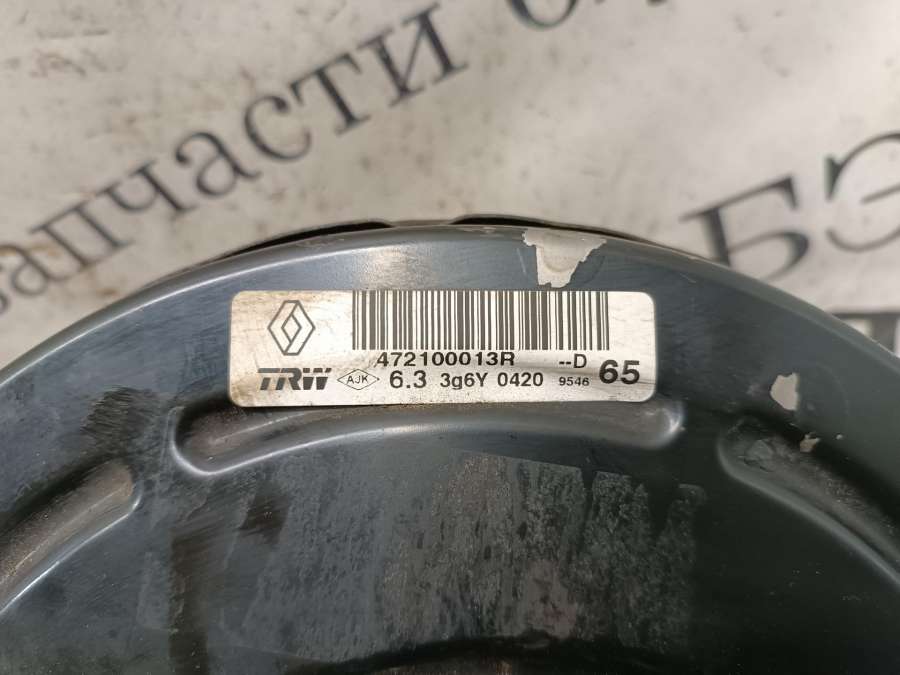 запчасти б
БЭ
472100013R --D
TRW AJK 6.3 3g6Y 0420 9546 65